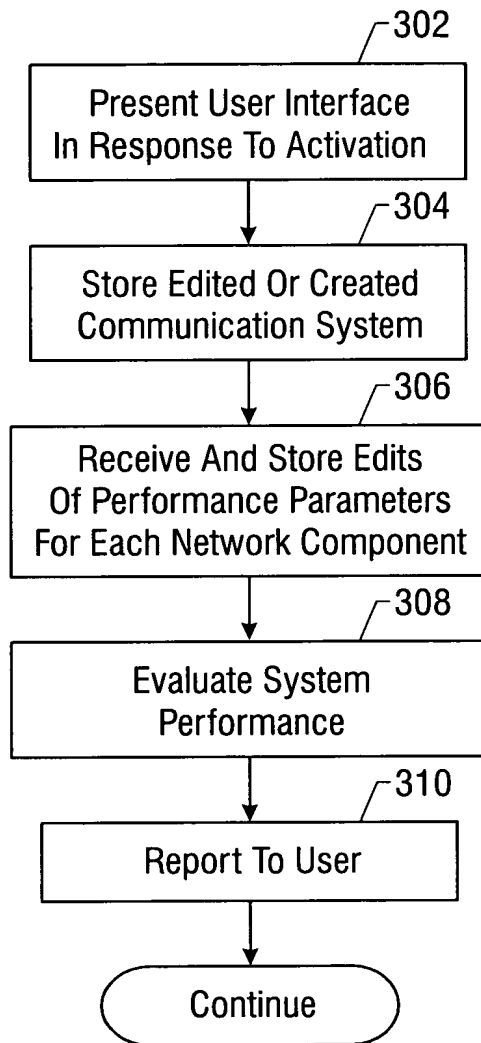 302
Present User Interface
In Response To Activation
304
Store Edited Or Created
Communication System
306
Receive And Store Edits
Of Performance Parameters
For Each Network Component
308
Evaluate System
Performance
310
Report To User
Continue